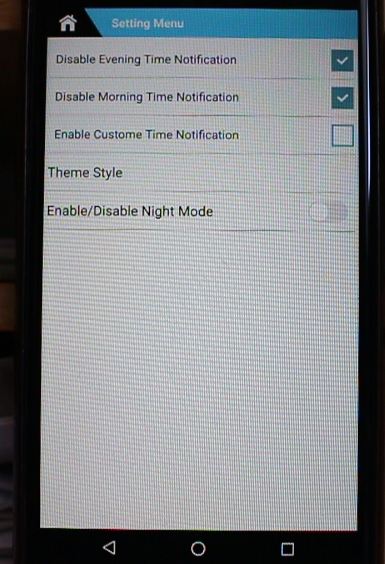 Setting Menu
Disable Evening Time Notification
Disable Morning Time Notification
Enable Custome Time Notification
Theme Style
Enable/Disable Night Mode